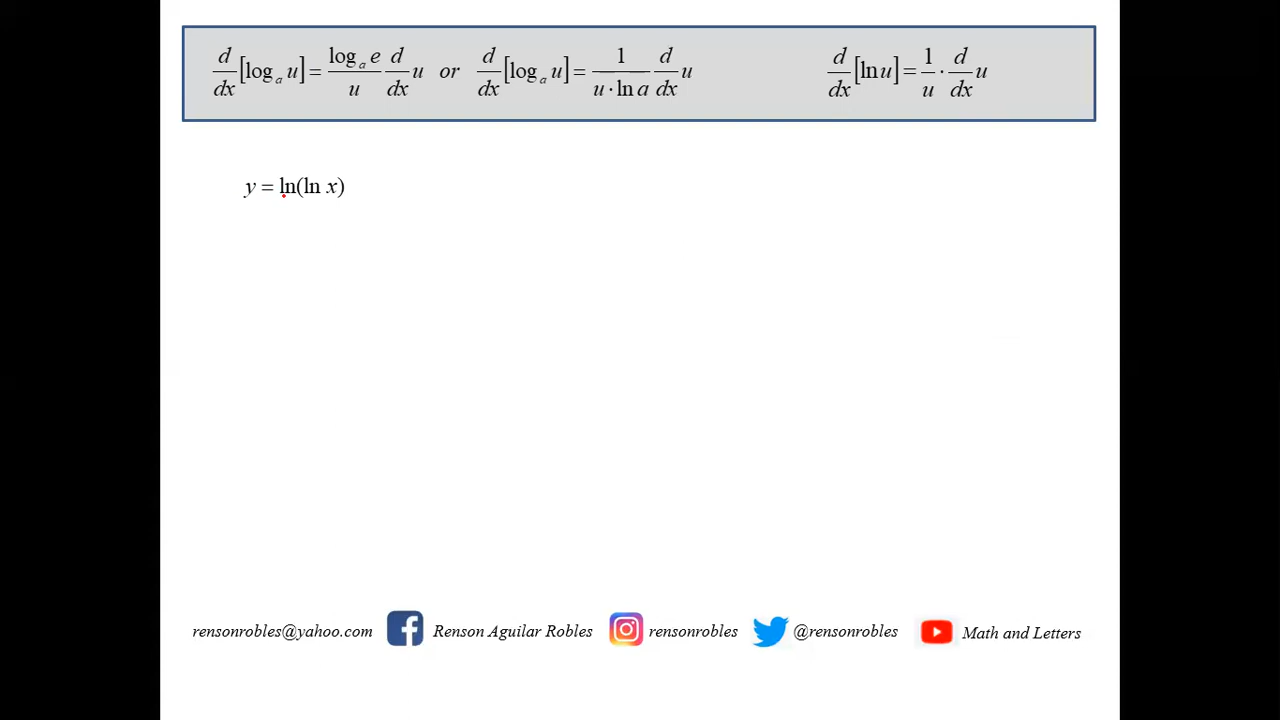 d/dx [log_a u] = log_a e / u d/dx u or d/dx [log_a u] = 1 / u · ln a d/dx u d/dx [ln u] = 1/u · d/dx u
y = ln(ln x)
rensonrobles@yahoo.com Renson Aguilar Robles rensonrobles @rensonrobles Math and Letters